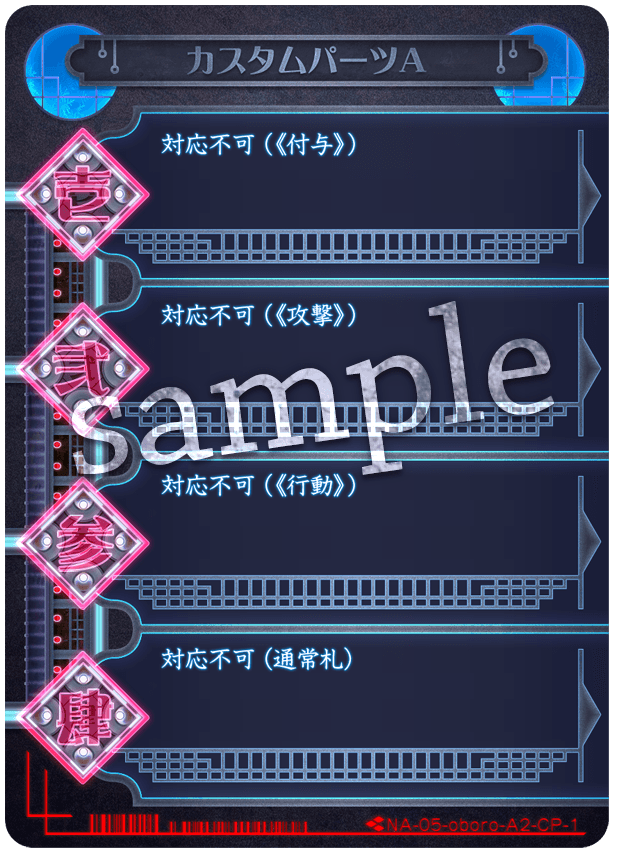 カスタムパーツA
壱
対応不可（《付与》）
弐
対応不可（《攻撃》）
sample
参
対応不可（《行動》）
肆
対応不可（通常札）
NA-05-oboro-A2-CP-1